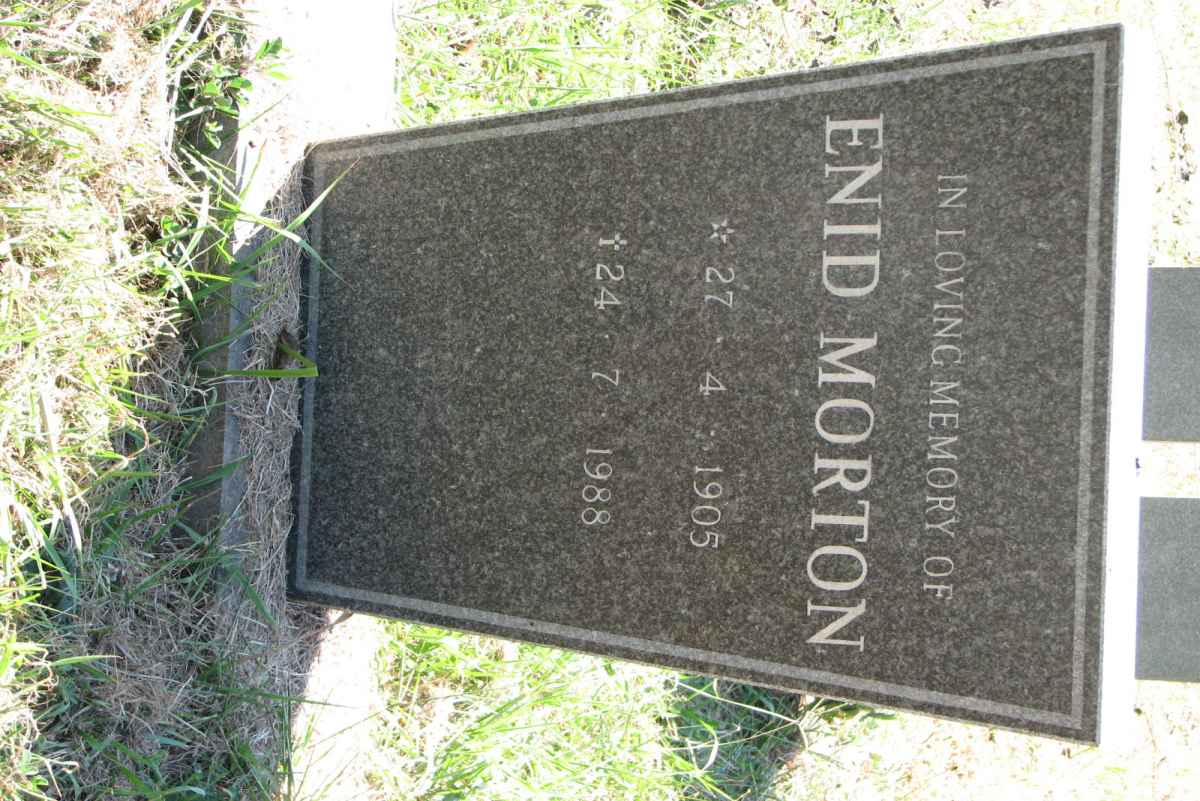 IN LOVING MEMORY OF
ENID MORTON
★ 27 . 4 . 1905
✝ 24 . 7 . 1988